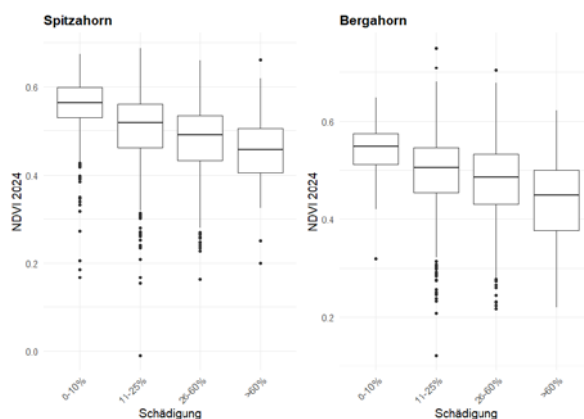 Spitzahorn
NDVI 2024
0.6
0.4
0.2
0.0
0-10%
11-25%
26-60%
>60%
Schädigung
Bergahorn
NDVI 2024
0.6
0.4
0.2
0-10%
11-25%
26-60%
>60%
Schädigung